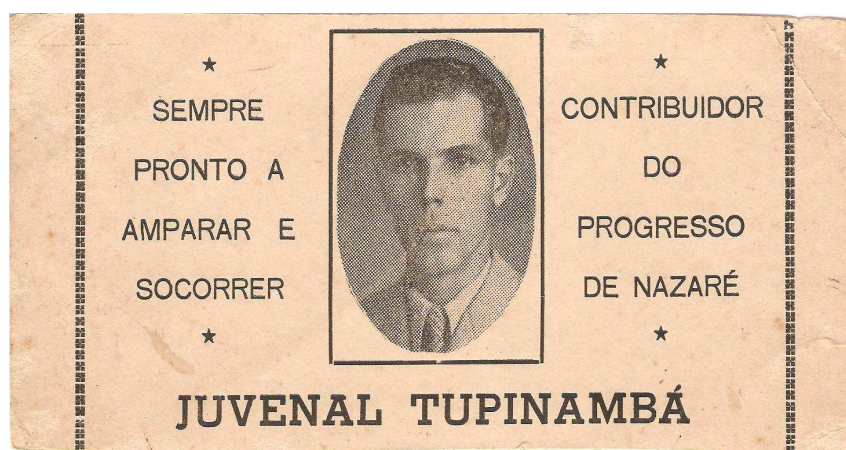 SEMPRE
PRONTO A
AMPARAR E
SOCORRER
CONTRIBUIDOR
DO
PROGRESSO
DE NAZARÉ
JUVENAL TUPINAMBÁ